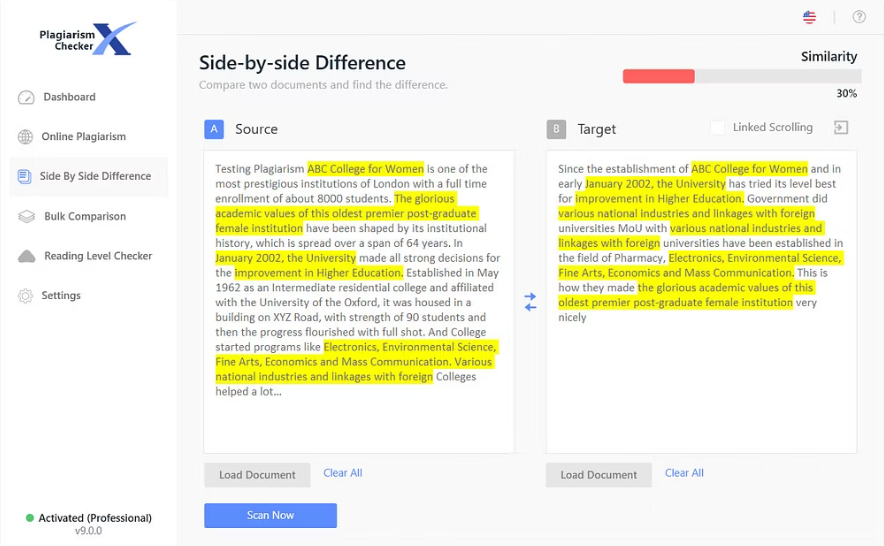 Plagiarism
Checker
X
Dashboard
Online Plagiarism
Side By Side Difference
Bulk Comparison
Reading Level Checker
Settings
Activated (Professional)
v9.0.0
?
Side-by-side Difference
Compare two documents and find the difference.
Similarity
30%
A Source
Testing Plagiarism ABC College for Women is one of the
most prestigious institutions of London with a full time
enrollment of about 8000 students. The glorious
academic values of this oldest premier post-graduate
female institution have been shaped by its institutional
history, which is spread over a span of 64 years. In
January 2002, the University made all strong decisions for
the improvement in Higher Education. Established in May
1962 as an Intermediate residential college and affiliated
with the University of the Oxford, it was housed in a
building on XYZ Road, with strength of 90 students and
then the progress flourished with full shot. And College
started programs like Electronics, Environmental Science,
Fine Arts, Economics and Mass Communication. Various
national industries and linkages with foreign Colleges
helped a lot...
Load Document Clear All
Scan Now
B Target Linked Scrolling
Since the establishment of ABC College for Women and in
early January 2002, the University has tried its level best
for improvement in Higher Education. Government did
various national industries and linkages with foreign
universities MoU with various national industries and
linkages with foreign universities have been established in
the field of Pharmacy, Electronics, Environmental Science,
Fine Arts, Economics and Mass Communication. This is
how they made the glorious academic values of this
oldest premier post-graduate female institution very
nicely
Load Document Clear All